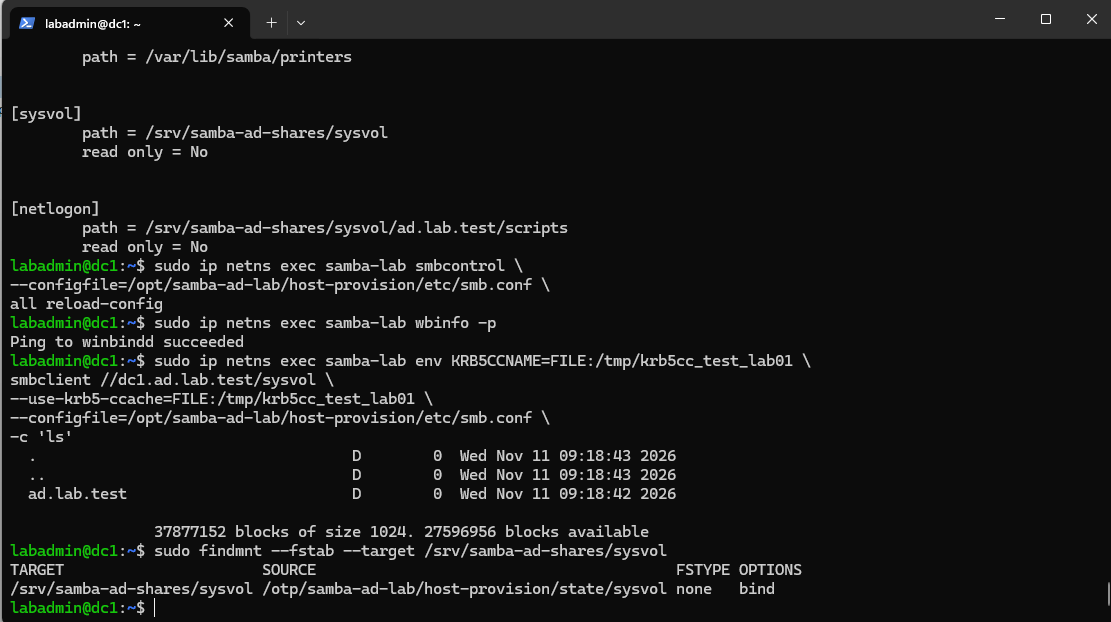 labadmin@dc1: ~
path = /var/lib/samba/printers
[sysvol]
path = /srv/samba-ad-shares/sysvol
read only = No
[netlogon]
path = /srv/samba-ad-shares/sysvol/ad.lab.test/scripts
read only = No
labadmin@dc1:~$ sudo ip netns exec samba-lab smbcontrol \
--configfile=/opt/samba-ad-lab/host-provision/etc/smb.conf \
all reload-config
labadmin@dc1:~$ sudo ip netns exec samba-lab wbinfo -p
Ping to winbindd succeeded
labadmin@dc1:~$ sudo ip netns exec samba-lab env KRB5CCNAME=FILE:/tmp/krb5cc_test_lab01 \
smbclient //dc1.ad.lab.test/sysvol \
--use-krb5-ccache=FILE:/tmp/krb5cc_test_lab01 \
--configfile=/opt/samba-ad-lab/host-provision/etc/smb.conf \
-c 'ls'
. D 0 Wed Nov 11 09:18:43 2026
.. D 0 Wed Nov 11 09:18:43 2026
ad.lab.test D 0 Wed Nov 11 09:18:42 2026
37877152 blocks of size 1024. 27596956 blocks available
labadmin@dc1:~$ sudo findmnt --fstab --target /srv/samba-ad-shares/sysvol
TARGET SOURCE FSTYPE OPTIONS
/srv/samba-ad-shares/sysvol /otp/samba-ad-lab/host-provision/state/sysvol none bind
labadmin@dc1:~$